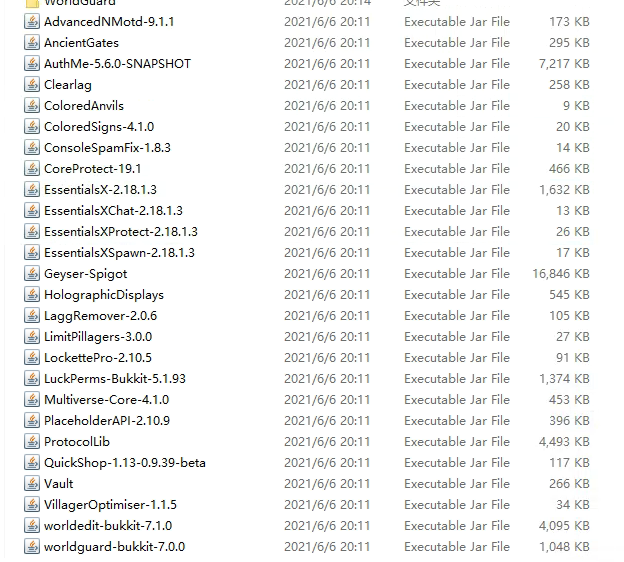 WorldGuard 2021/6/6 20:14 文件夹
AdvancedNMotd-9.1.1 2021/6/6 20:11 Executable Jar File 173 KB
AncientGates 2021/6/6 20:11 Executable Jar File 295 KB
AuthMe-5.6.0-SNAPSHOT 2021/6/6 20:11 Executable Jar File 7,217 KB
Clearlag 2021/6/6 20:11 Executable Jar File 258 KB
ColoredAnvils 2021/6/6 20:11 Executable Jar File 9 KB
ColoredSigns-4.1.0 2021/6/6 20:11 Executable Jar File 20 KB
ConsoleSpamFix-1.8.3 2021/6/6 20:11 Executable Jar File 14 KB
CoreProtect-19.1 2021/6/6 20:11 Executable Jar File 466 KB
EssentialsX-2.18.1.3 2021/6/6 20:11 Executable Jar File 1,632 KB
EssentialsXChat-2.18.1.3 2021/6/6 20:11 Executable Jar File 13 KB
EssentialsXProtect-2.18.1.3 2021/6/6 20:11 Executable Jar File 26 KB
EssentialsXSpawn-2.18.1.3 2021/6/6 20:11 Executable Jar File 17 KB
Geyser-Spigot 2021/6/6 20:11 Executable Jar File 16,846 KB
HolographicDisplays 2021/6/6 20:11 Executable Jar File 545 KB
LaggRemover-2.0.6 2021/6/6 20:11 Executable Jar File 105 KB
LimitPillagers-3.0.0 2021/6/6 20:11 Executable Jar File 27 KB
LockettePro-2.10.5 2021/6/6 20:11 Executable Jar File 91 KB
LuckPerms-Bukkit-5.1.93 2021/6/6 20:11 Executable Jar File 1,374 KB
Multiverse-Core-4.1.0 2021/6/6 20:11 Executable Jar File 453 KB
PlaceholderAPI-2.10.9 2021/6/6 20:11 Executable Jar File 396 KB
ProtocolLib 2021/6/6 20:11 Executable Jar File 4,493 KB
QuickShop-1.13-0.9.39-beta 2021/6/6 20:11 Executable Jar File 117 KB
Vault 2021/6/6 20:11 Executable Jar File 266 KB
VillagerOptimiser-1.1.5 2021/6/6 20:11 Executable Jar File 34 KB
worldedit-bukkit-7.1.0 2021/6/6 20:11 Executable Jar File 4,095 KB
worldguard-bukkit-7.0.0 2021/6/6 20:11 Executable Jar File 1,048 KB